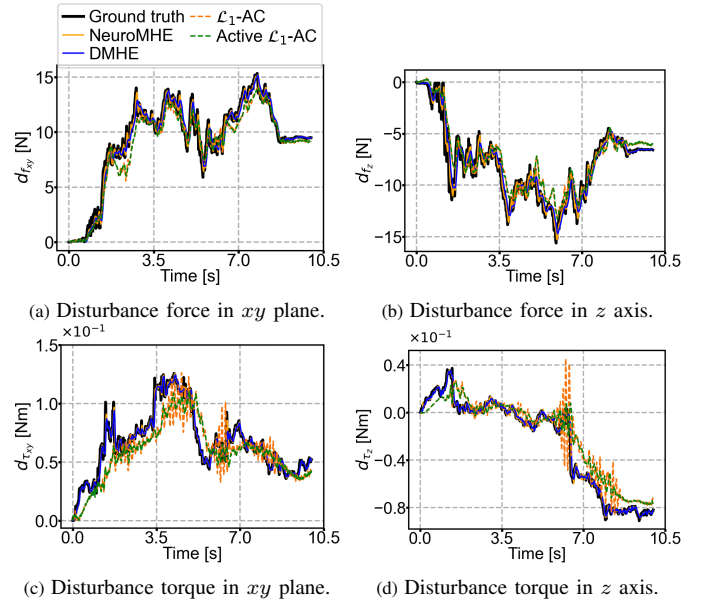 Ground truth
NeuroMHE
DMHE
ℒ₁-AC
Active ℒ₁-AC
15
10
5
0
d_{f_{xy}} [N]
0.0 3.5 7.0 10.5
Time [s]
(a) Disturbance force in xy plane.
0
−5
−10
−15
d_{f_z} [N]
0.0 3.5 7.0 10.5
Time [s]
(b) Disturbance force in z axis.
×10⁻¹
1.5
1.0
0.5
0.0
d_{τ_{xy}} [Nm]
0.0 3.5 7.0 10.5
Time [s]
(c) Disturbance torque in xy plane.
×10⁻¹
0.4
0.0
−0.4
−0.8
d_{τ_z} [Nm]
0.0 3.5 7.0 10.5
Time [s]
(d) Disturbance torque in z axis.